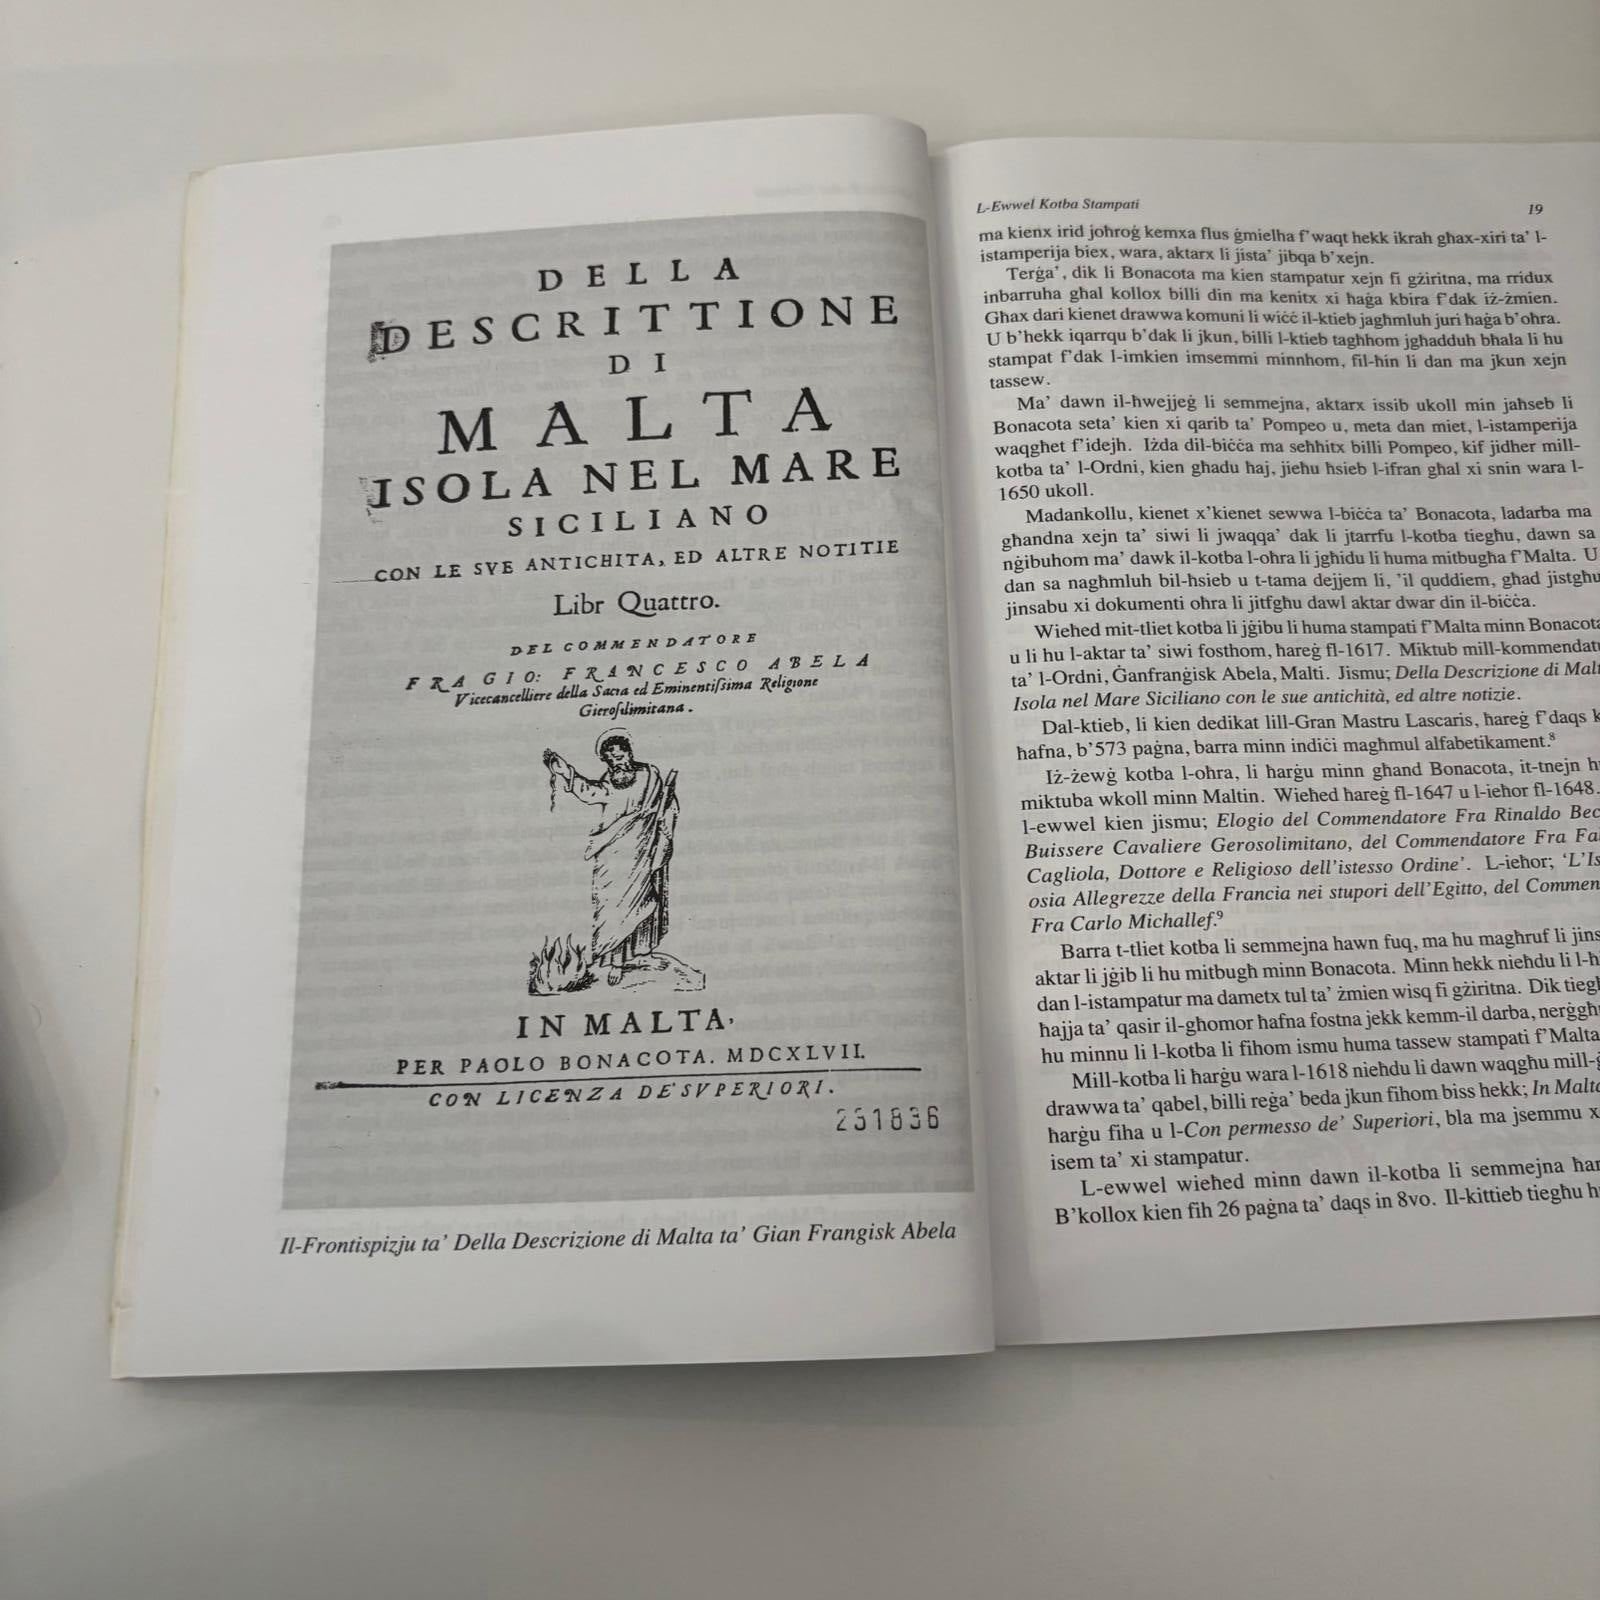 DELLA
DESCRITTIONE
DI
MALTA
ISOLA NEL MARE
SICILIANO
CON LE SVE ANTICHITA, ED ALTRE NOTITIE
Libr Quattro.
DEL COMMENDATORE
FRA GIO: FRANCESCO ABELA
Vicecancelliere della Sacra ed Eminentiſsima Religione
Gieroſolimitana.
IN MALTA,
PER PAOLO BONACOTA. MDCXLVII.
CON LICENZA DE' SVPERIORI.
231836
Il-Frontispizju ta' Della Descrizione di Malta ta' Gian Frangisk Abela
L-Ewwel Kotba Stampati 19
ma kienx irid joħroġ kemxa flus ġmielha f'waqt hekk ikrah għax-xiri ta' l-
istamperija biex, wara, aktarx li jista' jibqa b'xejn.
Terġa', dik li Bonacota ma kien stampatur xejn fi gżiritna, ma rridux
inbarruha għal kollox billi din ma kenitx xi ħaġa kbira f'dak iż-żmien.
Għax dari kienet drawwa komuni li wiċċ il-ktieb jagħmluh juri ħaġa b'oħra.
U b'hekk iqarrqu b'dak li jkun, billi l-ktieb tagħhom jgħadduh bħala li hu
stampat f'dak l-imkien imsemmi minnhom, fil-ħin li dan ma jkun xejn
tassew.
Ma' dawn il-ħwejjeġ li semmejna, aktarx issib ukoll min jaħseb li
Bonacota seta' kien xi qarib ta' Pompeo u, meta dan miet, l-istamperija
waqgħet f'idejh. Iżda dil-biċċa ma seħħitx billi Pompeo, kif jidher mill-
kotba ta' l-Ordni, kien għadu ħaj, jieħu ħsieb l-ifran għal xi snin wara l-
1650 ukoll.
Madankollu, kienet x'kienet sewwa l-biċċa ta' Bonacota, ladarba ma
għandna xejn ta' siwi li jwaqqa' dak li jtarrfu l-kotba tiegħu, dawn sa
nġibuhom ma' dawk il-kotba l-oħra li jgħidu li huma mitbugħa f'Malta. U
dan sa nagħmluh bil-ħsieb u t-tama dejjem li, 'il quddiem, għad jistgħu
jinsabu xi dokumenti oħra li jitfgħu dawl aktar dwar din il-biċċa.
Wieħed mit-tliet kotba li jġibu li huma stampati f'Malta minn Bonacota
u li hu l-aktar ta' siwi fosthom, ħareġ fl-1617. Miktub mill-kommendatu
ta' l-Ordni, Ġanfranġisk Abela, Malti. Jismu; Della Descrizione di Malt
Isola nel Mare Siciliano con le sue antichità, ed altre notizie.
Dal-ktieb, li kien dedikat lill-Gran Mastru Lascaris, ħareġ f'daqs k
ħafna, b'573 paġna, barra minn indiċi magħmul alfabetikament.⁸
Iż-żewġ kotba l-oħra, li ħarġu minn għand Bonacota, it-tnejn h
miktuba wkoll minn Maltin. Wieħed ħareġ fl-1647 u l-ieħor fl-1648.
l-ewwel kien jismu; Elogio del Commendatore Fra Rinaldo Bec
Buissere Cavaliere Gerosolimitano, del Commendatore Fra Fa
Cagliola, Dottore e Religioso dell'istesso Ordine'. L-ieħor; 'L'Is
osia Allegrezze della Francia nei stupori dell'Egitto, del Commen
Fra Carlo Michallef.⁹
Barra t-tliet kotba li semmejna hawn fuq, ma hu magħruf li jins
aktar li jġib li hu mitbugħ minn Bonacota. Minn hekk nieħdu li l-ħ
dan l-istampatur ma dametx tul ta' żmien wisq fi gżiritna. Dik tiegħ
ħajja ta' qasir il-għomor ħafna fostna jekk kemm-il darba, nerġgħu
hu minnu li l-kotba li fihom ismu huma tassew stampati f'Malta
Mill-kotba li ħarġu wara l-1618 nieħdu li dawn waqgħu mill-ġ
drawwa ta' qabel, billi reġa' beda jkun fihom biss hekk; In Malta
ħarġu fiha u l-Con permesso de' Superiori, bla ma jsemmu x
isem ta' xi stampatur.
L-ewwel wieħed minn dawn il-kotba li semmejna ħar
B'kollox kien fih 26 paġna ta' daqs in 8vo. Il-kittieb tiegħu h